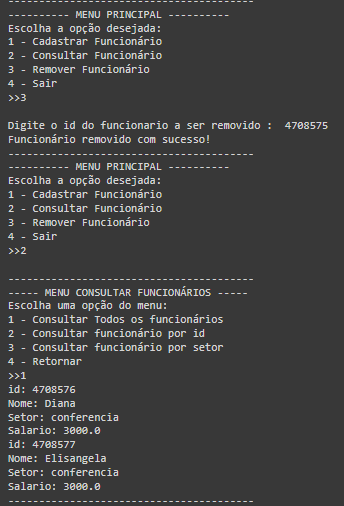 ----------------------------------------
---------- MENU PRINCIPAL ----------
Escolha a opção desejada:
1 - Cadastrar Funcionário
2 - Consultar Funcionário
3 - Remover Funcionário
4 - Sair
>>3
Digite o id do funcionario a ser removido :  4708575
Funcionário removido com sucesso!
----------------------------------------
---------- MENU PRINCIPAL ----------
Escolha a opção desejada:
1 - Cadastrar Funcionário
2 - Consultar Funcionário
3 - Remover Funcionário
4 - Sair
>>2
----------------------------------------
----- MENU CONSULTAR FUNCIONÁRIOS -----
Escolha uma opção do menu:
1 - Consultar Todos os funcionários
2 - Consultar funcionário por id
3 - Consultar funcionário por setor
4 - Retornar
>>1
id: 4708576
Nome: Diana
Setor: conferencia
Salario: 3000.0
id: 4708577
Nome: Elisangela
Setor: conferencia
Salario: 3000.0
----------------------------------------